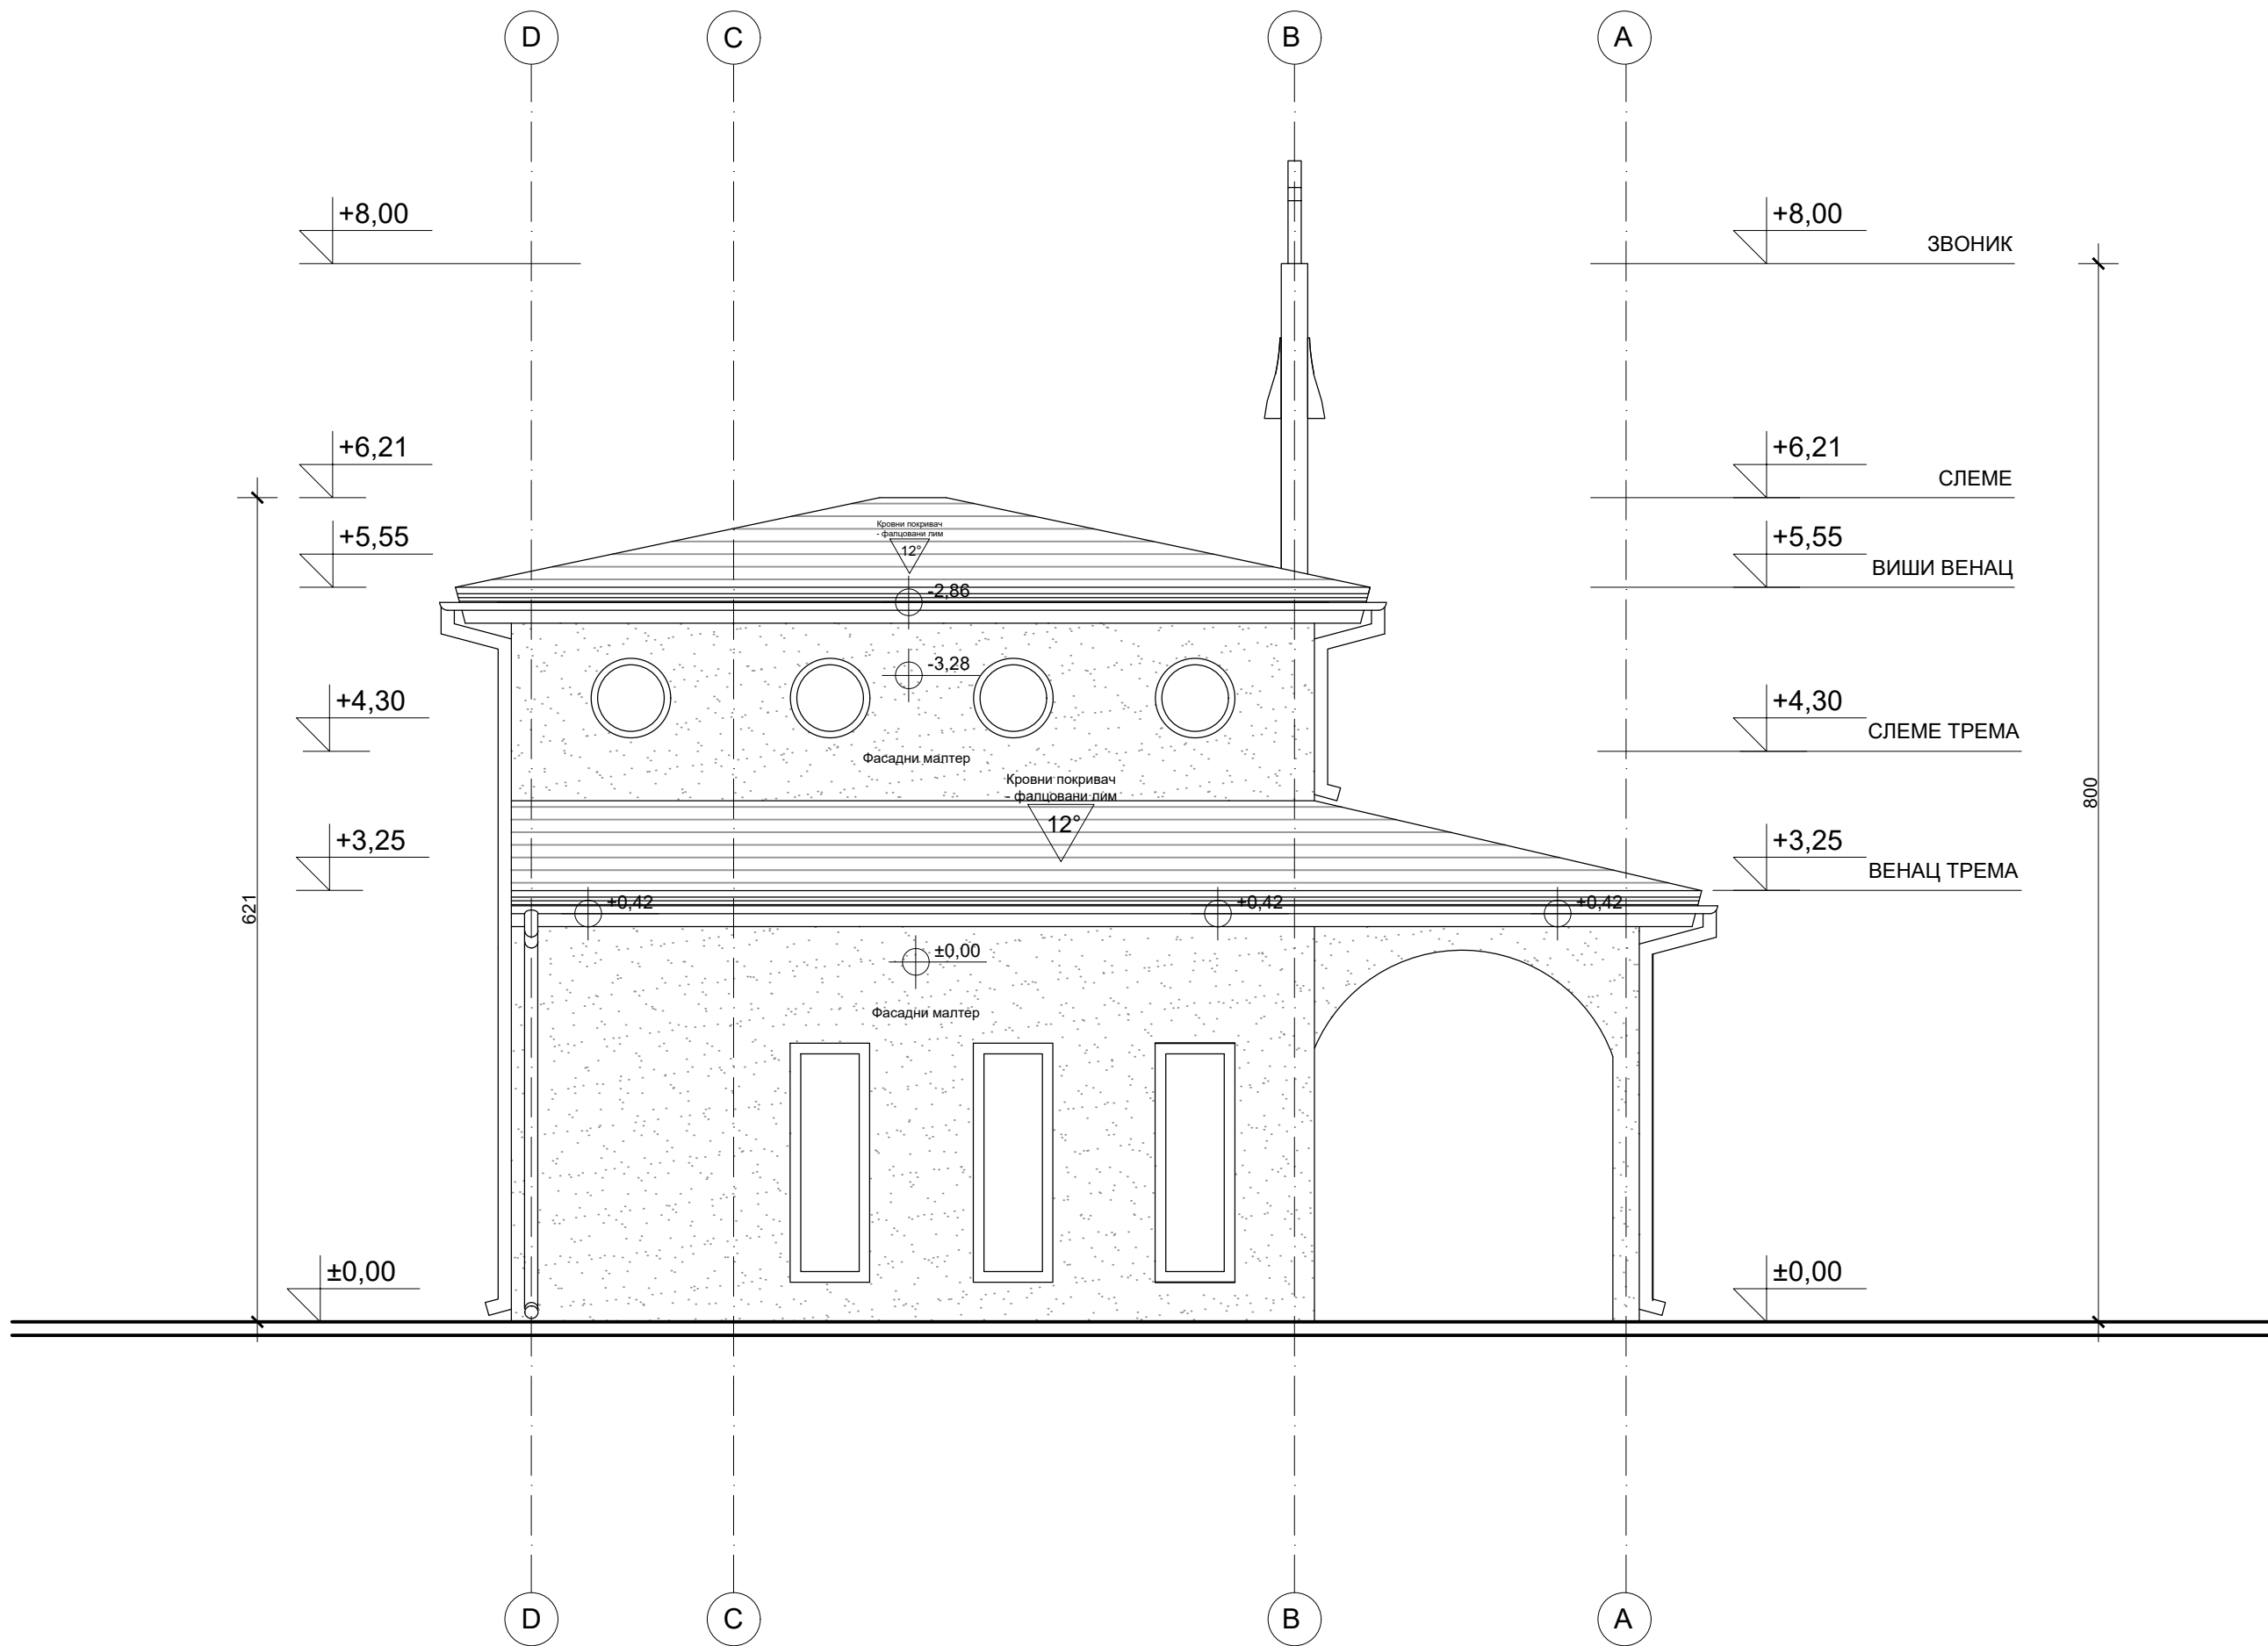 D C B A
+8,00
+8,00
ЗВОНИК
+6,21
+6,21
СЛЕМЕ
+5,55
Кровни покривач
- фалцовани лим
12°
+5,55
ВИШИ ВЕНАЦ
-2,86
-3,28
+4,30
+4,30
СЛЕМЕ ТРЕМА
Фасадни малтер
Кровни покривач
- фалцовани лим
12°
800
+3,25
+3,25
ВЕНАЦ ТРЕМА
621
+0,42 +0,42 +0,42
±0,00
Фасадни малтер
±0,00
±0,00
D C B A